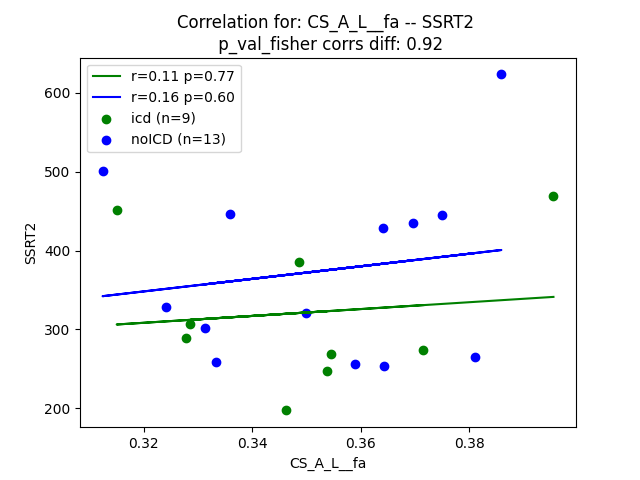 Correlation for: CS_A_L__fa -- SSRT2
p_val_fisher corrs diff: 0.92
r=0.11 p=0.77
r=0.16 p=0.60
icd (n=9)
noICD (n=13)
600
500
400
300
200
SSRT2
0.32 0.34 0.36 0.38
CS_A_L__fa